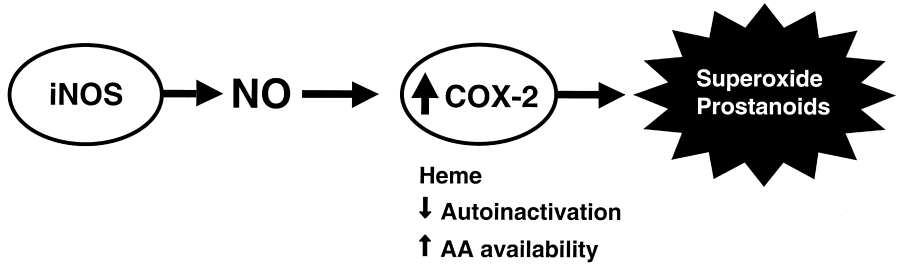 iNOS
NO
↑ COX-2
Superoxide
Prostanoids
Heme
↓ Autoinactivation
↑ AA availability